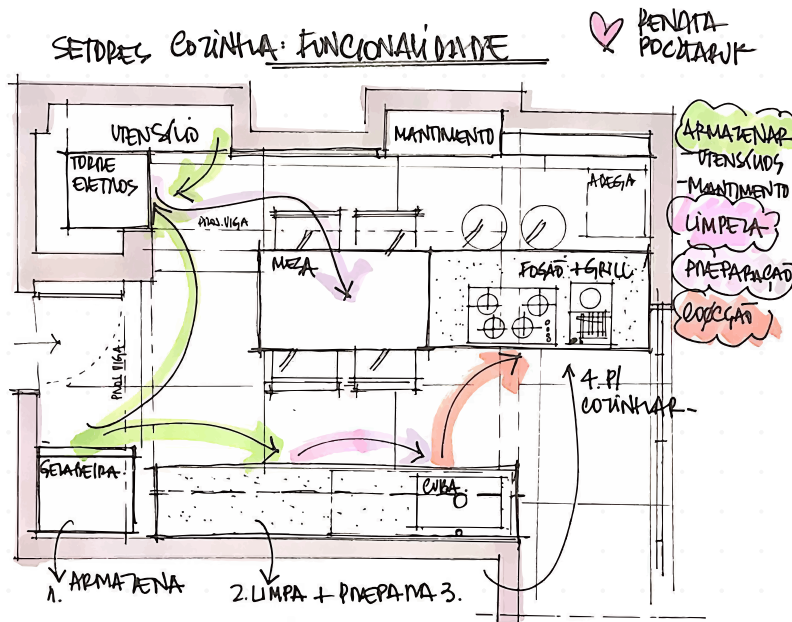 SETORES COZINHA: FUNCIONALIDADE
RENATA
POCZTARUK
UTENSÍLIO
MANTIMENTO
TORRE
ELETROS
ADEGA
PROJ. VIGA
MESA
FOGÃO + GRILL
PROJ. VIGA
4. P/
COZINHAR
GELADEIRA
CUBA
1. ARMAZENA
2. LIMPA + PREPARA 3.
ARMAZENAR
- UTENSÍLIOS
- MANTIMENTO
LIMPEZA
PREPARAÇÃO
COCÇÃO